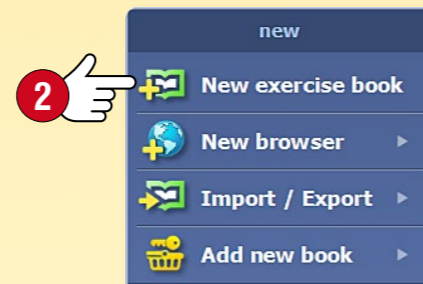 new
2
New exercise book
New browser
Import / Export
Add new book